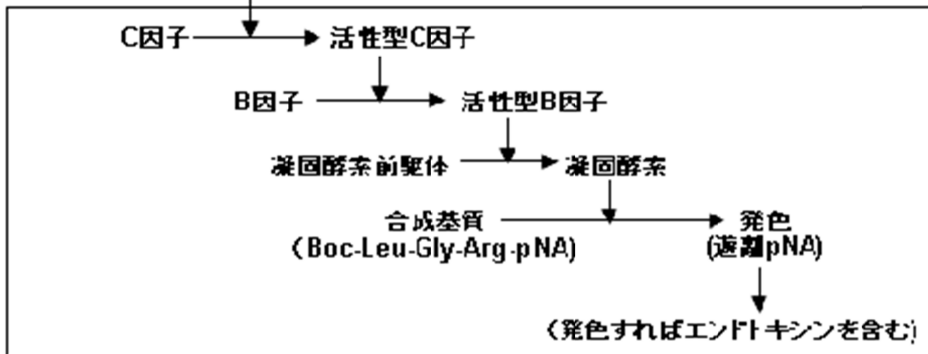 C因子 活性型C因子
B因子 活性型B因子
凝固酵素前駆体 凝固酵素
合成基質 発色
(Boc-Leu-Gly-Arg-pNA) (遊離pNA)
(発色すればエンドトキシンを含む)